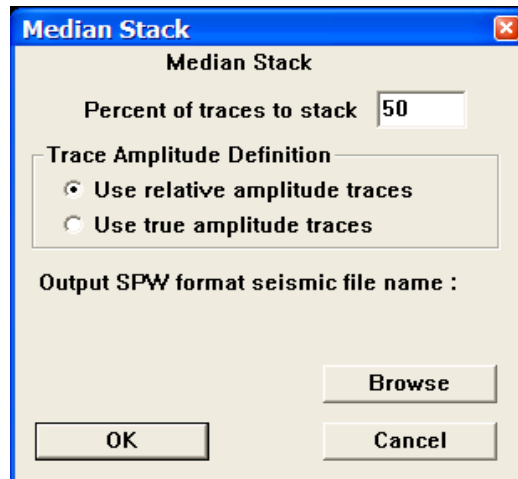 Median Stack
Median Stack
Percent of traces to stack 50
Trace Amplitude Definition
Use relative amplitude traces
Use true amplitude traces
Output SPW format seismic file name :
Browse
OK Cancel